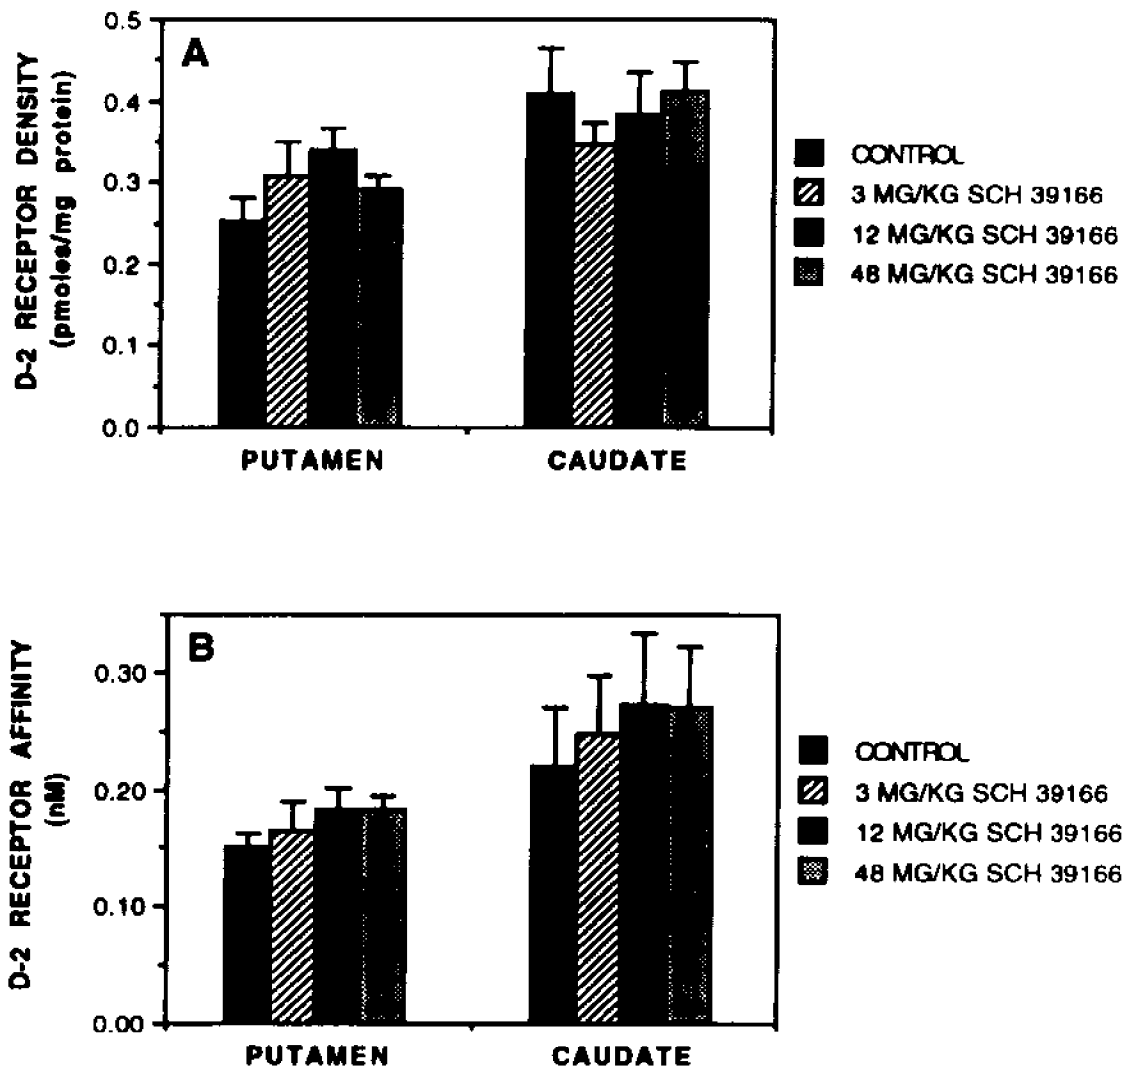 A
D-2 RECEPTOR DENSITY
(pmoles/mg protein)
0.5
0.4
0.3
0.2
0.1
0.0
PUTAMEN
CAUDATE
CONTROL
3 MG/KG SCH 39166
12 MG/KG SCH 39166
48 MG/KG SCH 39166
B
D-2 RECEPTOR AFFINITY
(nM)
0.30
0.20
0.10
0.00
PUTAMEN
CAUDATE
CONTROL
3 MG/KG SCH 39166
12 MG/KG SCH 39166
48 MG/KG SCH 39166